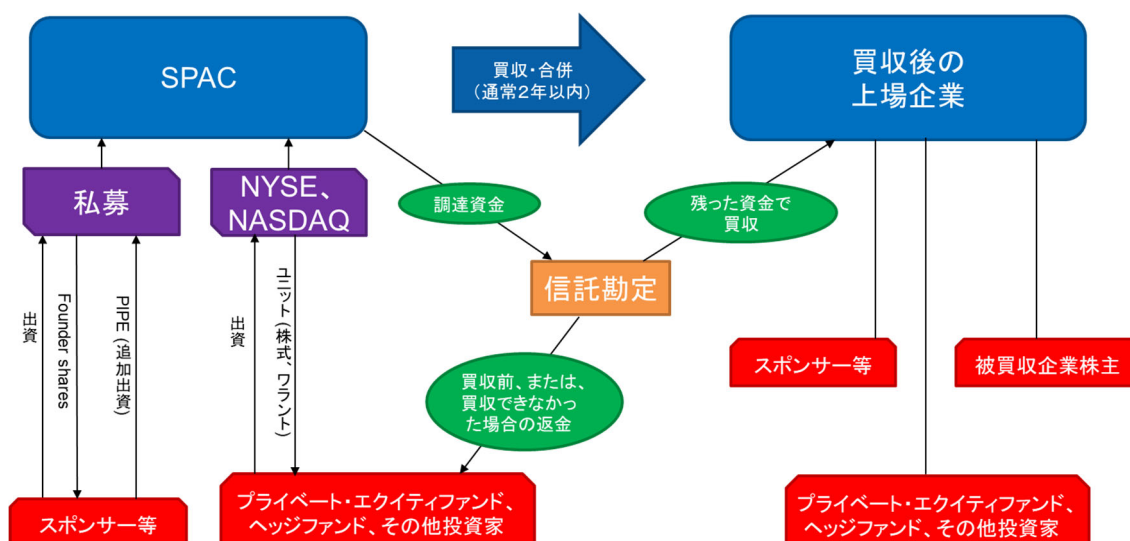 SPAC
買収・合併
（通常２年以内）
買収後の
上場企業
私募
NYSE、
NASDAQ
調達資金
残った資金で
買収
信託勘定
出資
Founder shares
PIPE (追加出資)
出資
ユニット (株式、ワラント)
買収前、または、
買収できなかっ
た場合の返金
スポンサー等
被買収企業株主
スポンサー等
プライベート・エクイティファンド、
ヘッジファンド、その他投資家
プライベート・エクイティファンド、
ヘッジファンド、その他投資家